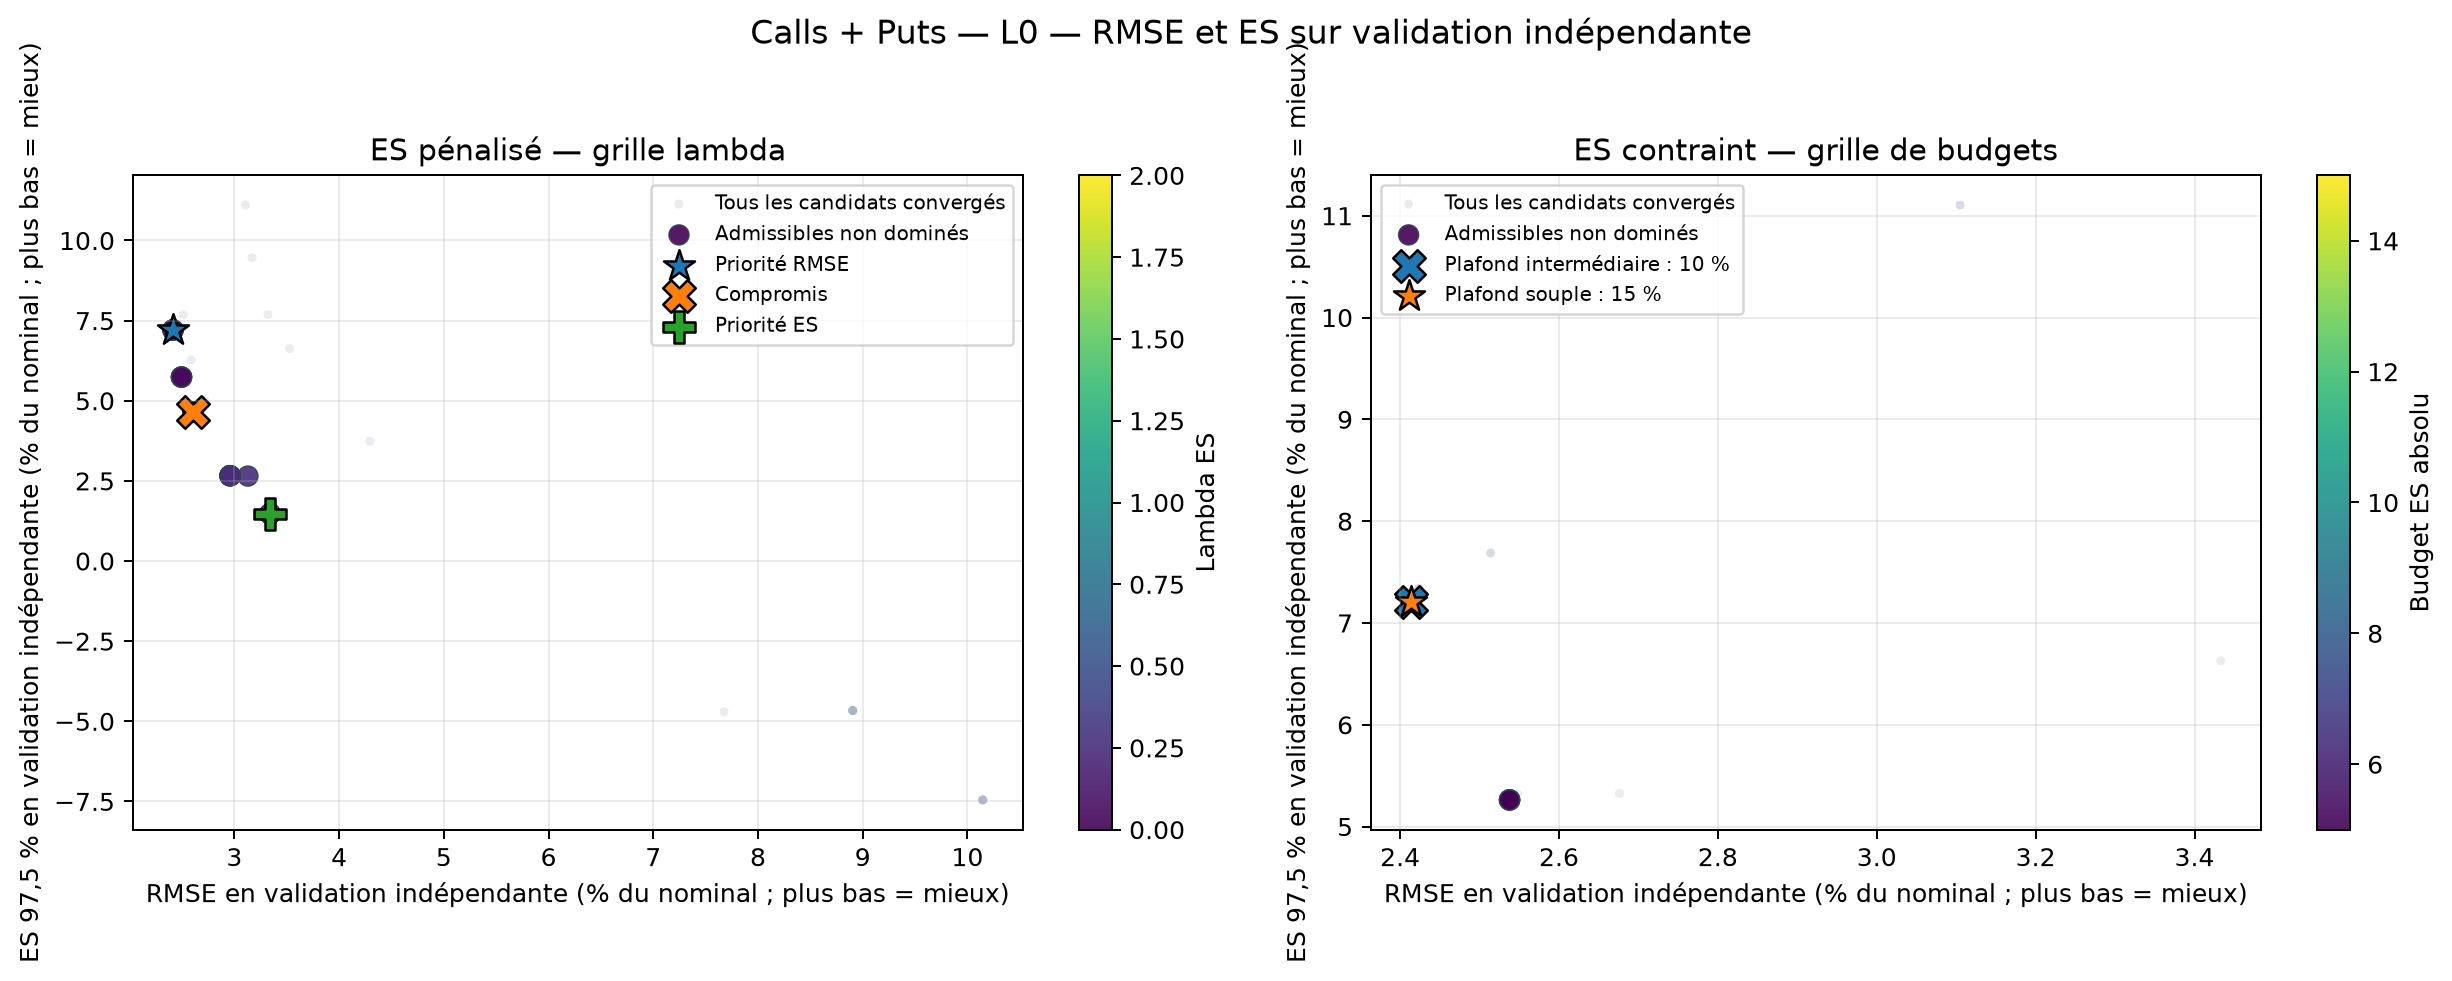 Calls + Puts — L0 — RMSE et ES sur validation indépendante
ES pénalisé — grille lambda
ES 97,5 % en validation indépendante (% du nominal ; plus bas = mieux)
10.0
7.5
5.0
2.5
0.0
−2.5
−5.0
−7.5
Tous les candidats convergés
Admissibles non dominés
Priorité RMSE
Compromis
Priorité ES
3 4 5 6 7 8 9 10
RMSE en validation indépendante (% du nominal ; plus bas = mieux)
2.00
1.75
1.50
1.25
1.00
0.75
0.50
0.25
0.00
Lambda ES
ES contraint — grille de budgets
ES 97,5 % en validation indépendante (% du nominal ; plus bas = mieux)
11
10
9
8
7
6
5
Tous les candidats convergés
Admissibles non dominés
Plafond intermédiaire : 10 %
Plafond souple : 15 %
2.4 2.6 2.8 3.0 3.2 3.4
RMSE en validation indépendante (% du nominal ; plus bas = mieux)
14
12
10
8
6
Budget ES absolu